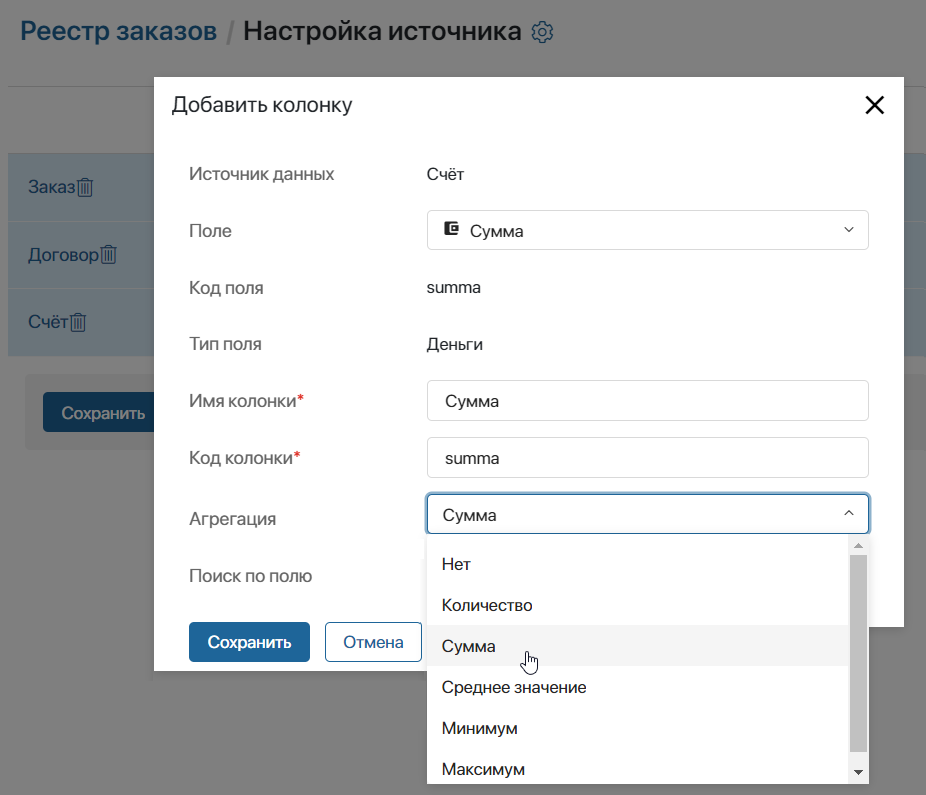 Реестр заказов / Настройка источника
Добавить колонку
Заказ
Договор
Счёт
Сохранить
Источник данных Счёт
Поле Сумма
Код поля summa
Тип поля Деньги
Имя колонки* Сумма
Код колонки* summa
Агрегация Сумма
Нет
Количество
Сумма
Среднее значение
Минимум
Максимум
Поиск по полю
Сохранить Отмена